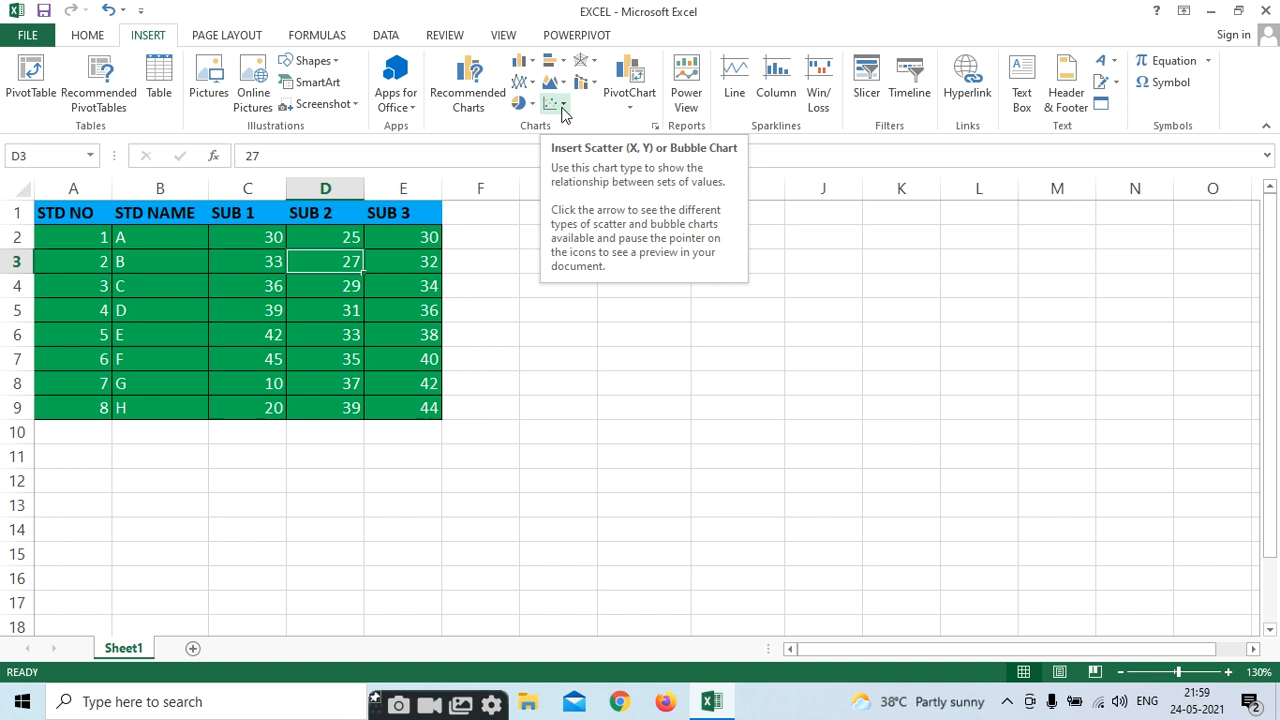 EXCEL - Microsoft Excel
?
FILE HOME INSERT PAGE LAYOUT FORMULAS DATA REVIEW VIEW POWERPIVOT Sign in
PivotTable
Recommended
PivotTables
Table
Tables
Pictures
Online
Pictures
Shapes
SmartArt
Screenshot
Illustrations
Apps for
Office
Apps
Recommended
Charts
PivotChart
Charts
Power
View
Reports
Line
Column
Win/
Loss
Sparklines
Slicer
Timeline
Filters
Hyperlink
Links
Text
Box
Header
& Footer
Text
π Equation
Ω Symbol
Symbols
D3 fx 27
Insert Scatter (X, Y) or Bubble Chart
Use this chart type to show the
relationship between sets of values.
Click the arrow to see the different
types of scatter and bubble charts
available and pause the pointer on
the icons to see a preview in your
document.
A B C D E F J K L M N O
1 STD NO STD NAME SUB 1 SUB 2 SUB 3
2 1 A 30 25 30
3 2 B 33 27 32
4 3 C 36 29 34
5 4 D 39 31 36
6 5 E 42 33 38
7 6 F 45 35 40
8 7 G 10 37 42
9 8 H 20 39 44
10
11
12
13
14
15
16
17
18
Sheet1
READY 130%
Type here to search
38°C Partly sunny ENG 21:59
24-05-2021
2